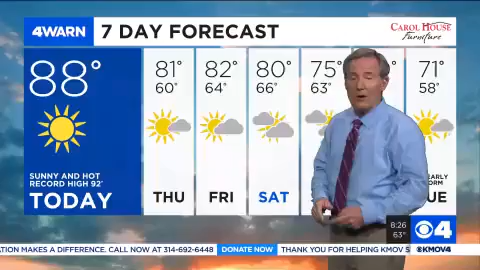 4WARN 7 DAY FORECAST
CAROL HOUSE
Furniture
88°
SUNNY AND HOT
RECORD HIGH 92°
TODAY
81°
60°
THU
82°
64°
FRI
80°
66°
SAT
75°
63°
71°
58°
8:26
63°
4
ATION MAKES A DIFFERENCE. CALL NOW AT 314-692-6448
DONATE NOW
THANK YOU FOR HELPING KMOV S
@KMOV4